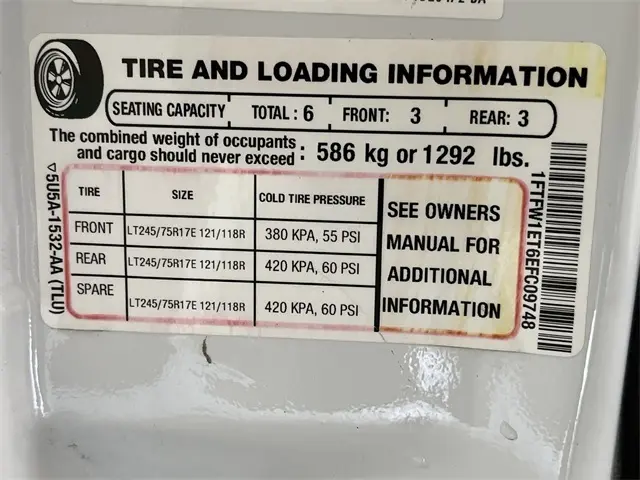 TIRE AND LOADING INFORMATION
SEATING CAPACITY TOTAL : 6 FRONT: 3 REAR: 3
The combined weight of occupants
and cargo should never exceed : 586 kg or 1292 lbs.
TIRE SIZE COLD TIRE PRESSURE
FRONT LT245/75R17E 121/118R 380 KPA, 55 PSI
REAR LT245/75R17E 121/118R 420 KPA, 60 PSI
SPARE LT245/75R17E 121/118R 420 KPA, 60 PSI
SEE OWNERS
MANUAL FOR
ADDITIONAL
INFORMATION
▽5U5A-1532-AA (TLU)
1FTFW1ET6EFC09748